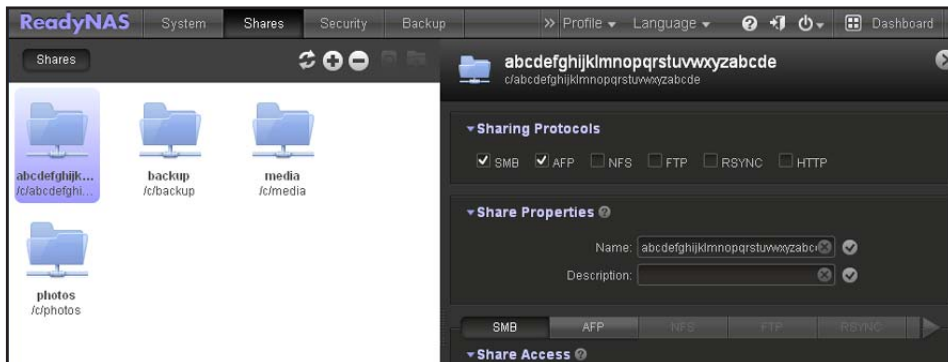 ReadyNAS System Shares Security Backup » Profile Language ? Dashboard
Shares
abcdefghijklmnopqrstuvwxyzabcde
c/abcdefghijklmnopqrstuvwxyzabcde
abcdefghijk...
/c/abcdefghi...
backup
/c/backup
media
/c/media
photos
/c/photos
Sharing Protocols
SMB AFP NFS FTP RSYNC HTTP
Share Properties ?
Name: abcdefghijklmnopqrstuvwxyzabc
Description:
SMB AFP NFS FTP RSYNC
Share Access ?